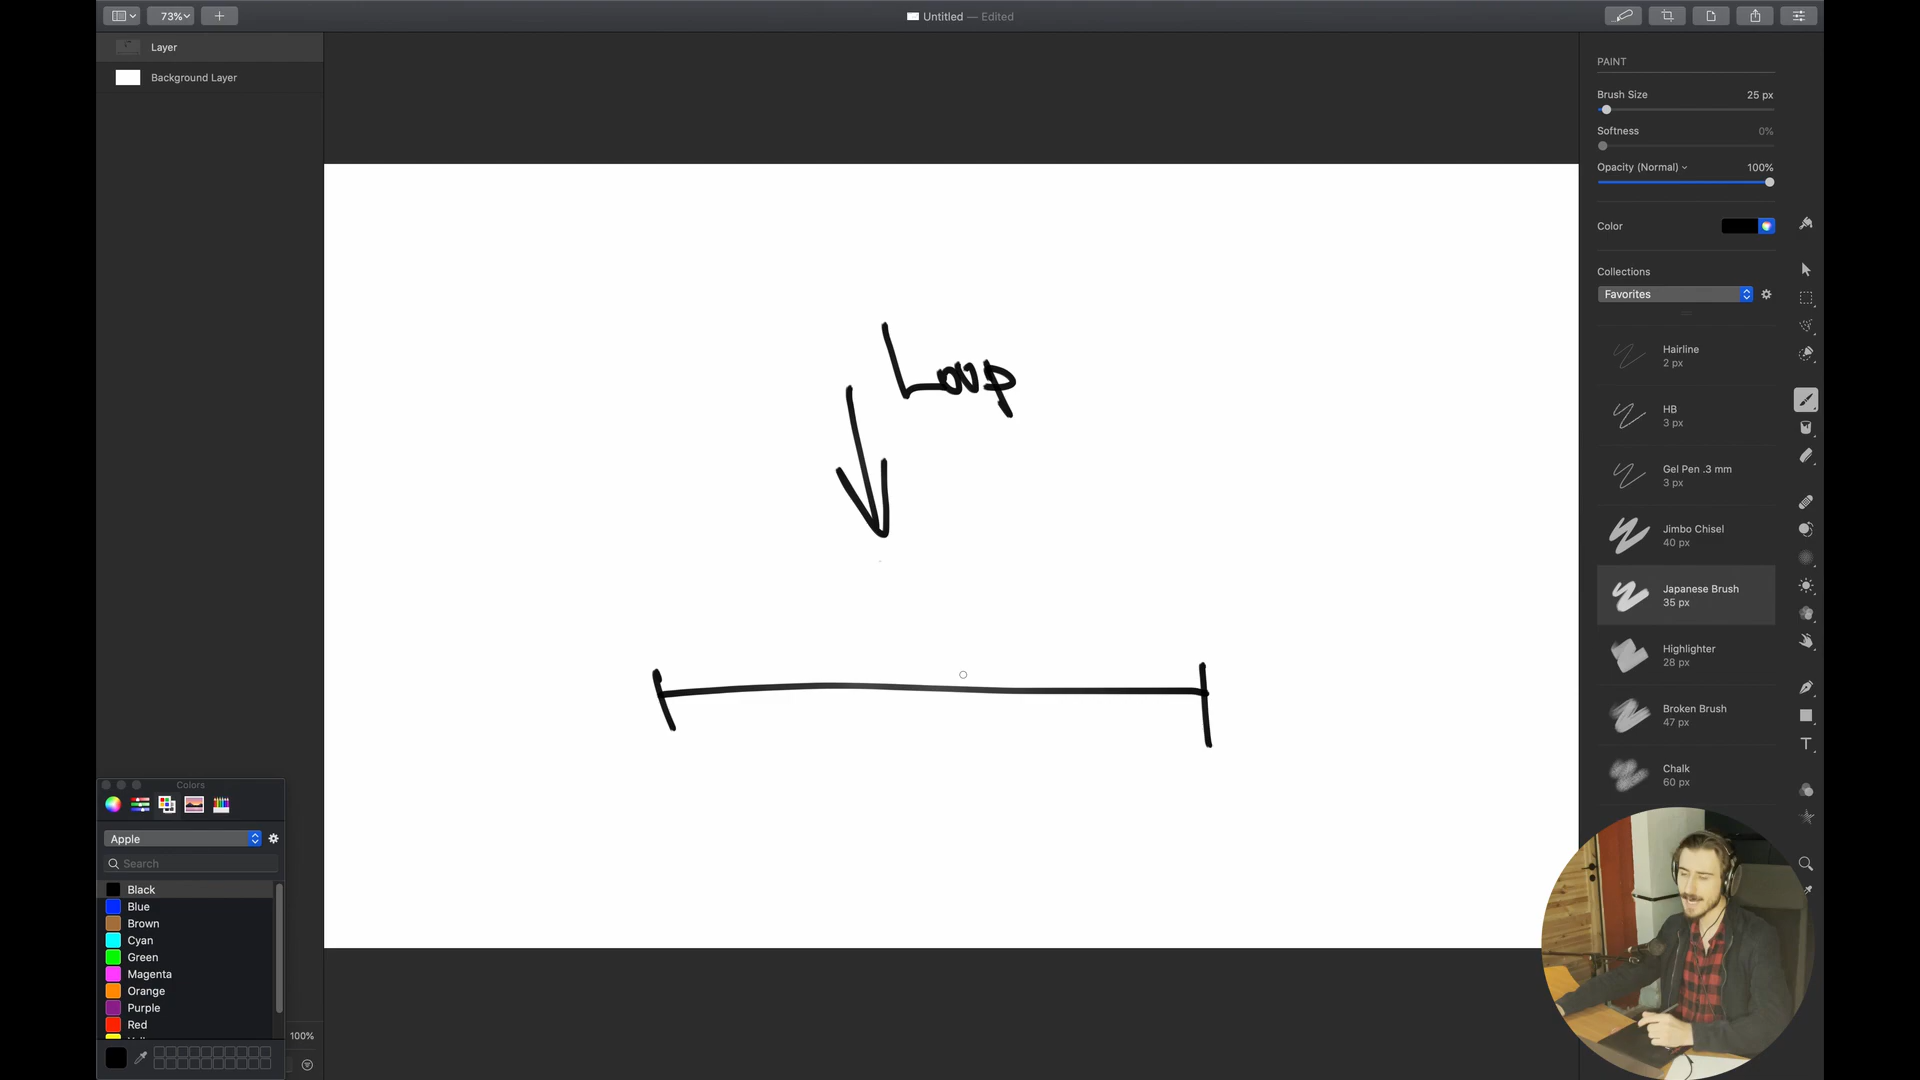 73%
Untitled — Edited
Layer
Background Layer
PAINT
Brush Size 25 px
Softness 0%
Opacity (Normal) 100%
Color
Collections
Favorites
Hairline
2 px
HB
3 px
Gel Pen .3 mm
3 px
Jimbo Chisel
40 px
Japanese Brush
35 px
Highlighter
28 px
Broken Brush
47 px
Chalk
60 px
Loop
Colors
Apple
Search
Black
Blue
Brown
Cyan
Green
Magenta
Orange
Purple
Red
100%